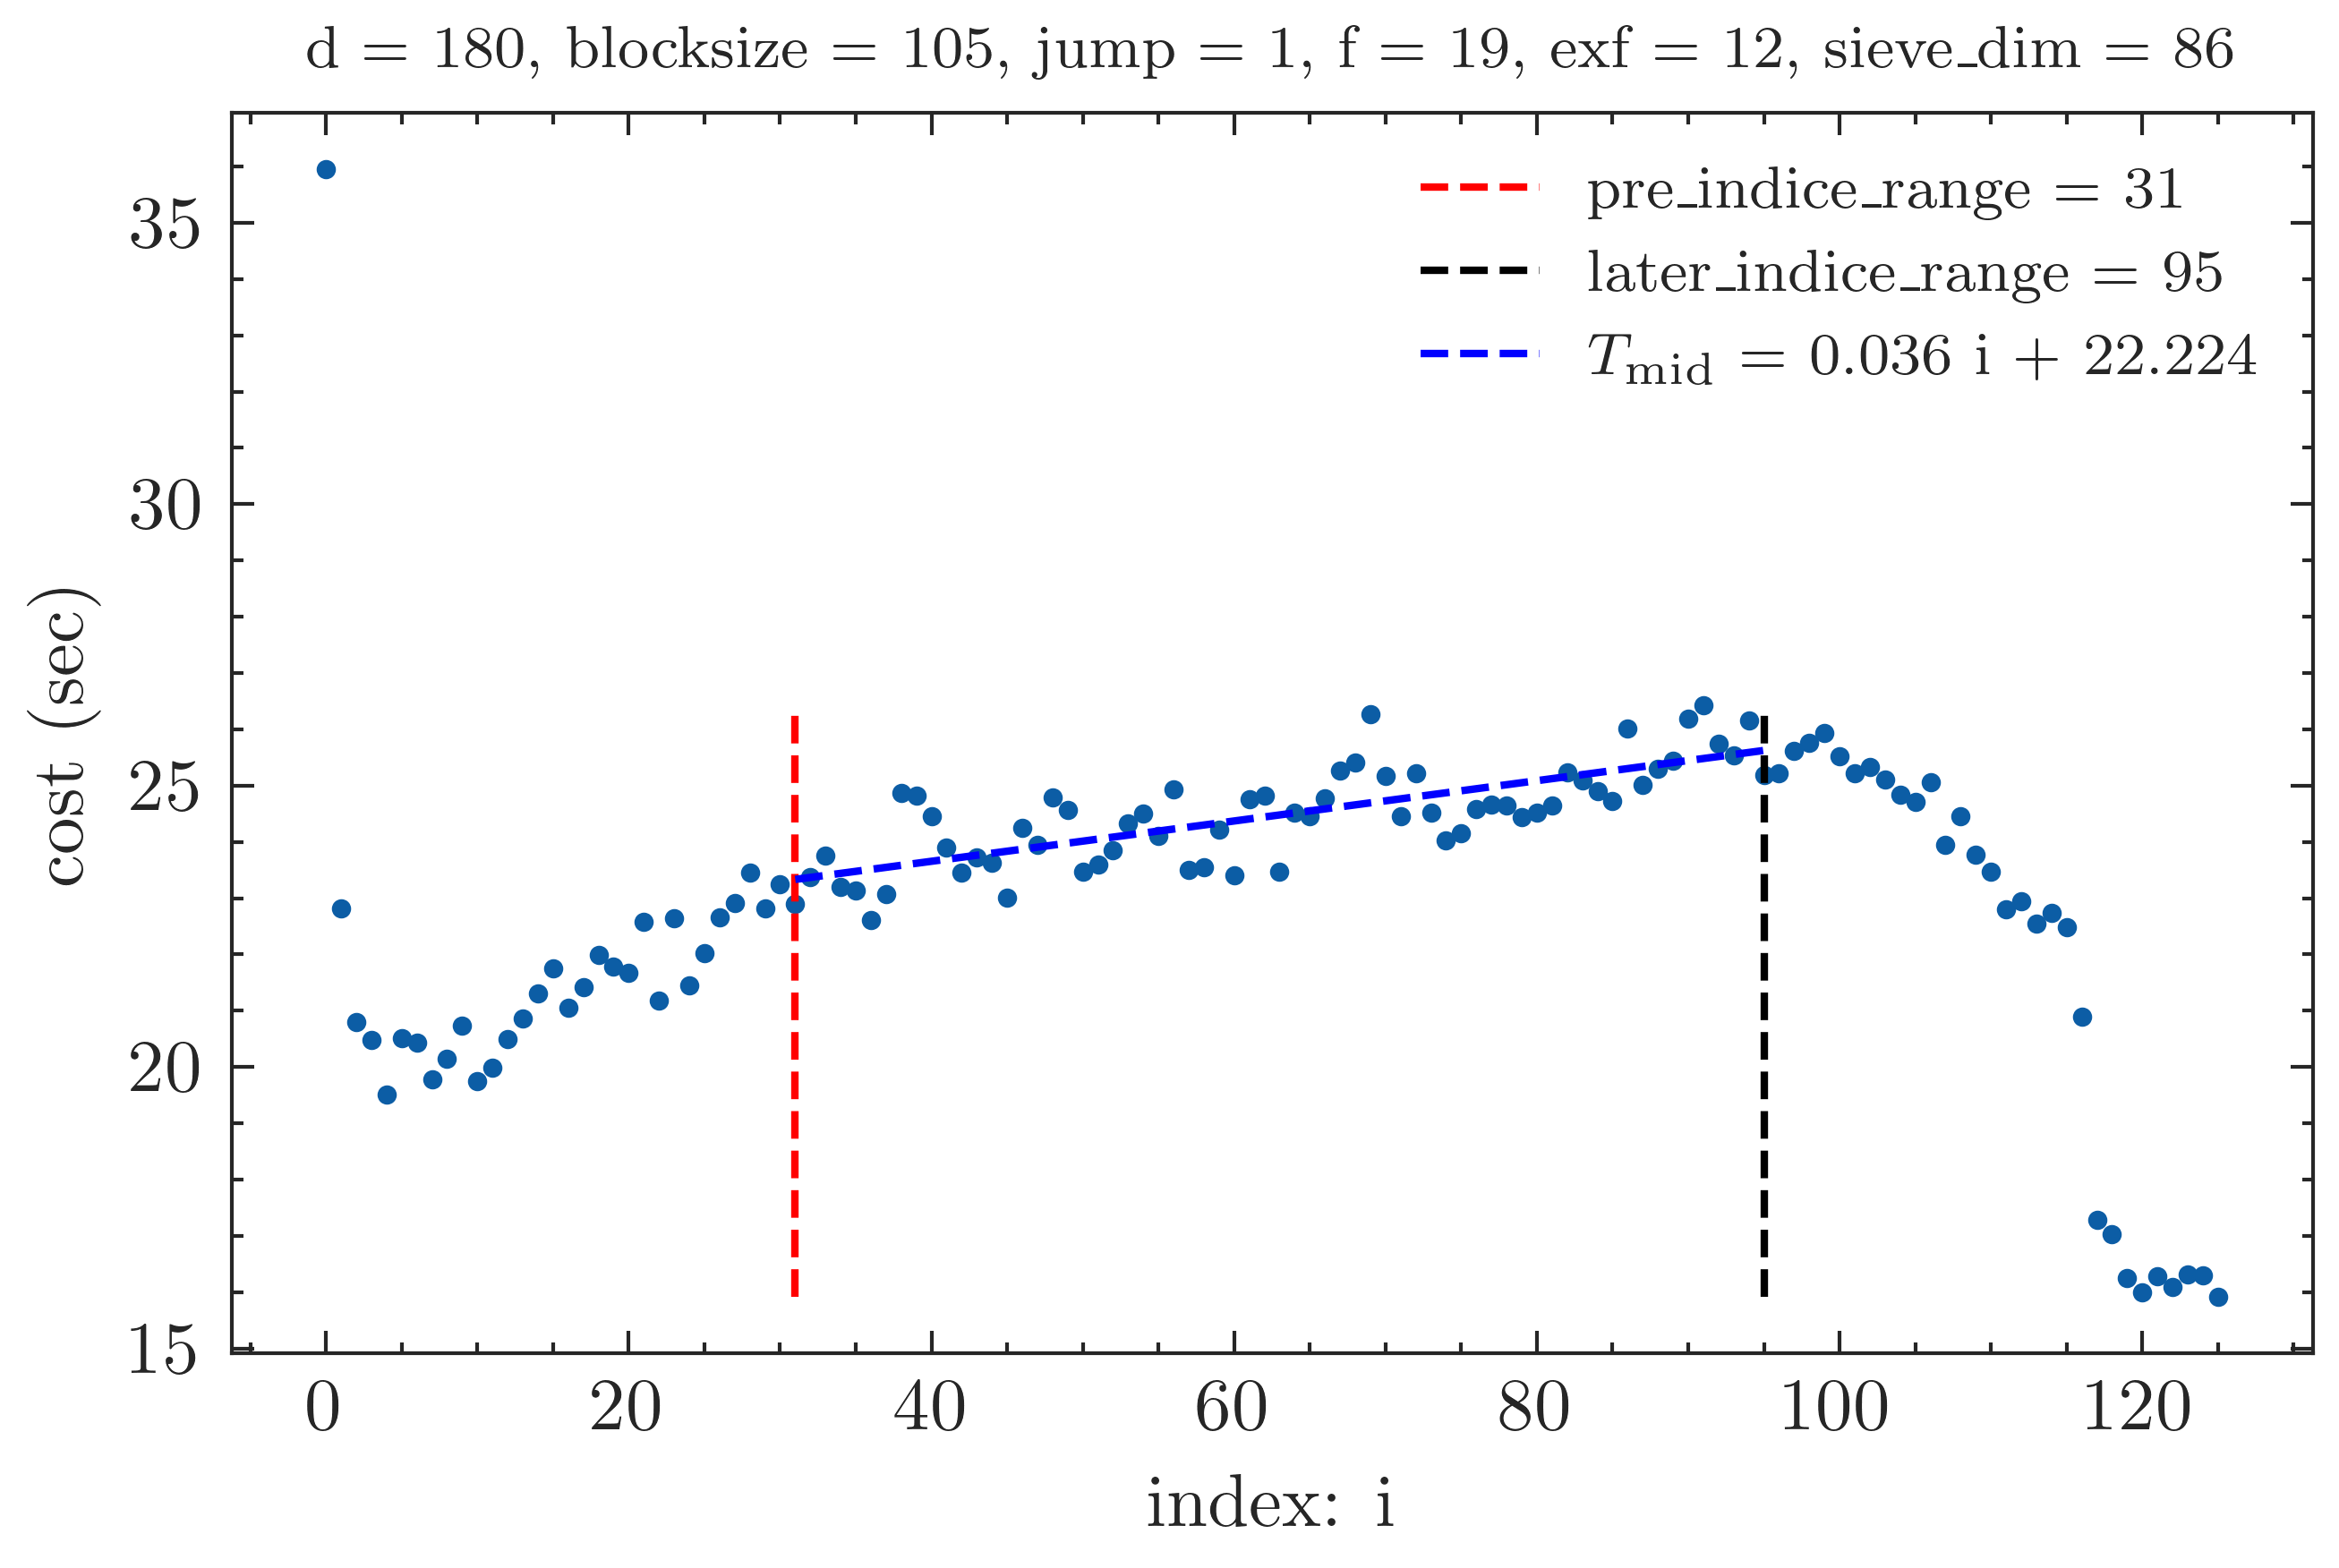 d = 180, blocksize = 105, jump = 1, f = 19, exf = 12, sieve_dim = 86
pre_indice_range = 31
later_indice_range = 95
T_mid = 0.036 i + 22.224
cost (sec)
35
30
25
20
15
0 20 40 60 80 100 120
index: i